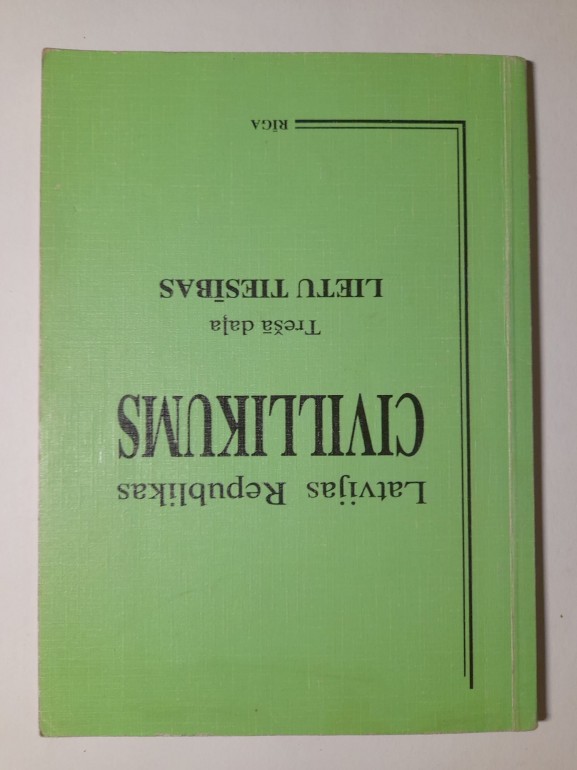 Latvijas Republikas
CIVILLIKUMS
Trešā daļa
LIETU TIESĪBAS
RĪGA